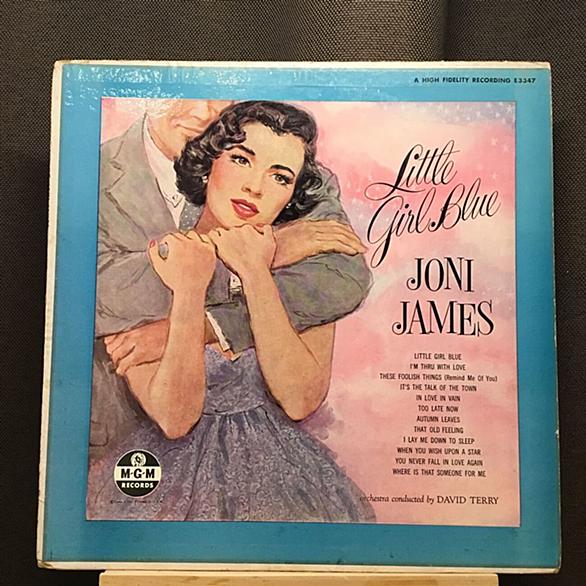 A HIGH FIDELITY RECORDING E3347
Little
Girl Blue
JONI
JAMES
LITTLE GIRL BLUE
I'M THRU WITH LOVE
THESE FOOLISH THINGS (Remind Me Of You)
IT'S THE TALK OF THE TOWN
IN LOVE IN VAIN
TOO LATE NOW
AUTUMN LEAVES
THAT OLD FEELING
I LAY ME DOWN TO SLEEP
WHEN YOU WISH UPON A STAR
YOU NEVER FALL IN LOVE AGAIN
WHERE IS THAT SOMEONE FOR ME
orchestra conducted by DAVID TERRY
M-G-M
RECORDS